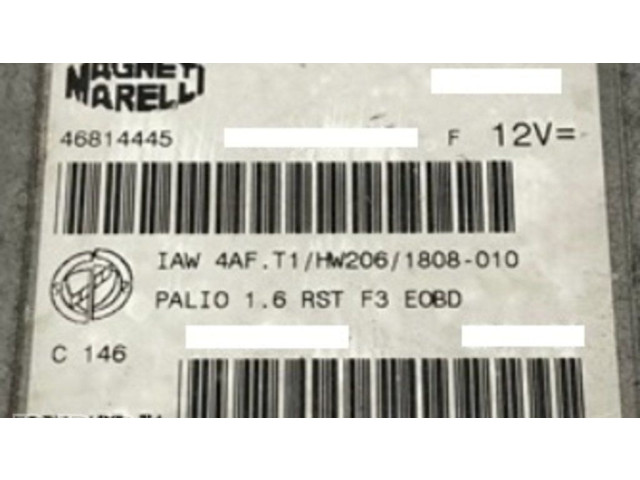 MAGNETI
MARELLI
46814445 F 12V=
IAW 4AF.T1/HW206/1808-010
PALIO 1.6 RST F3 EOBD
C 146